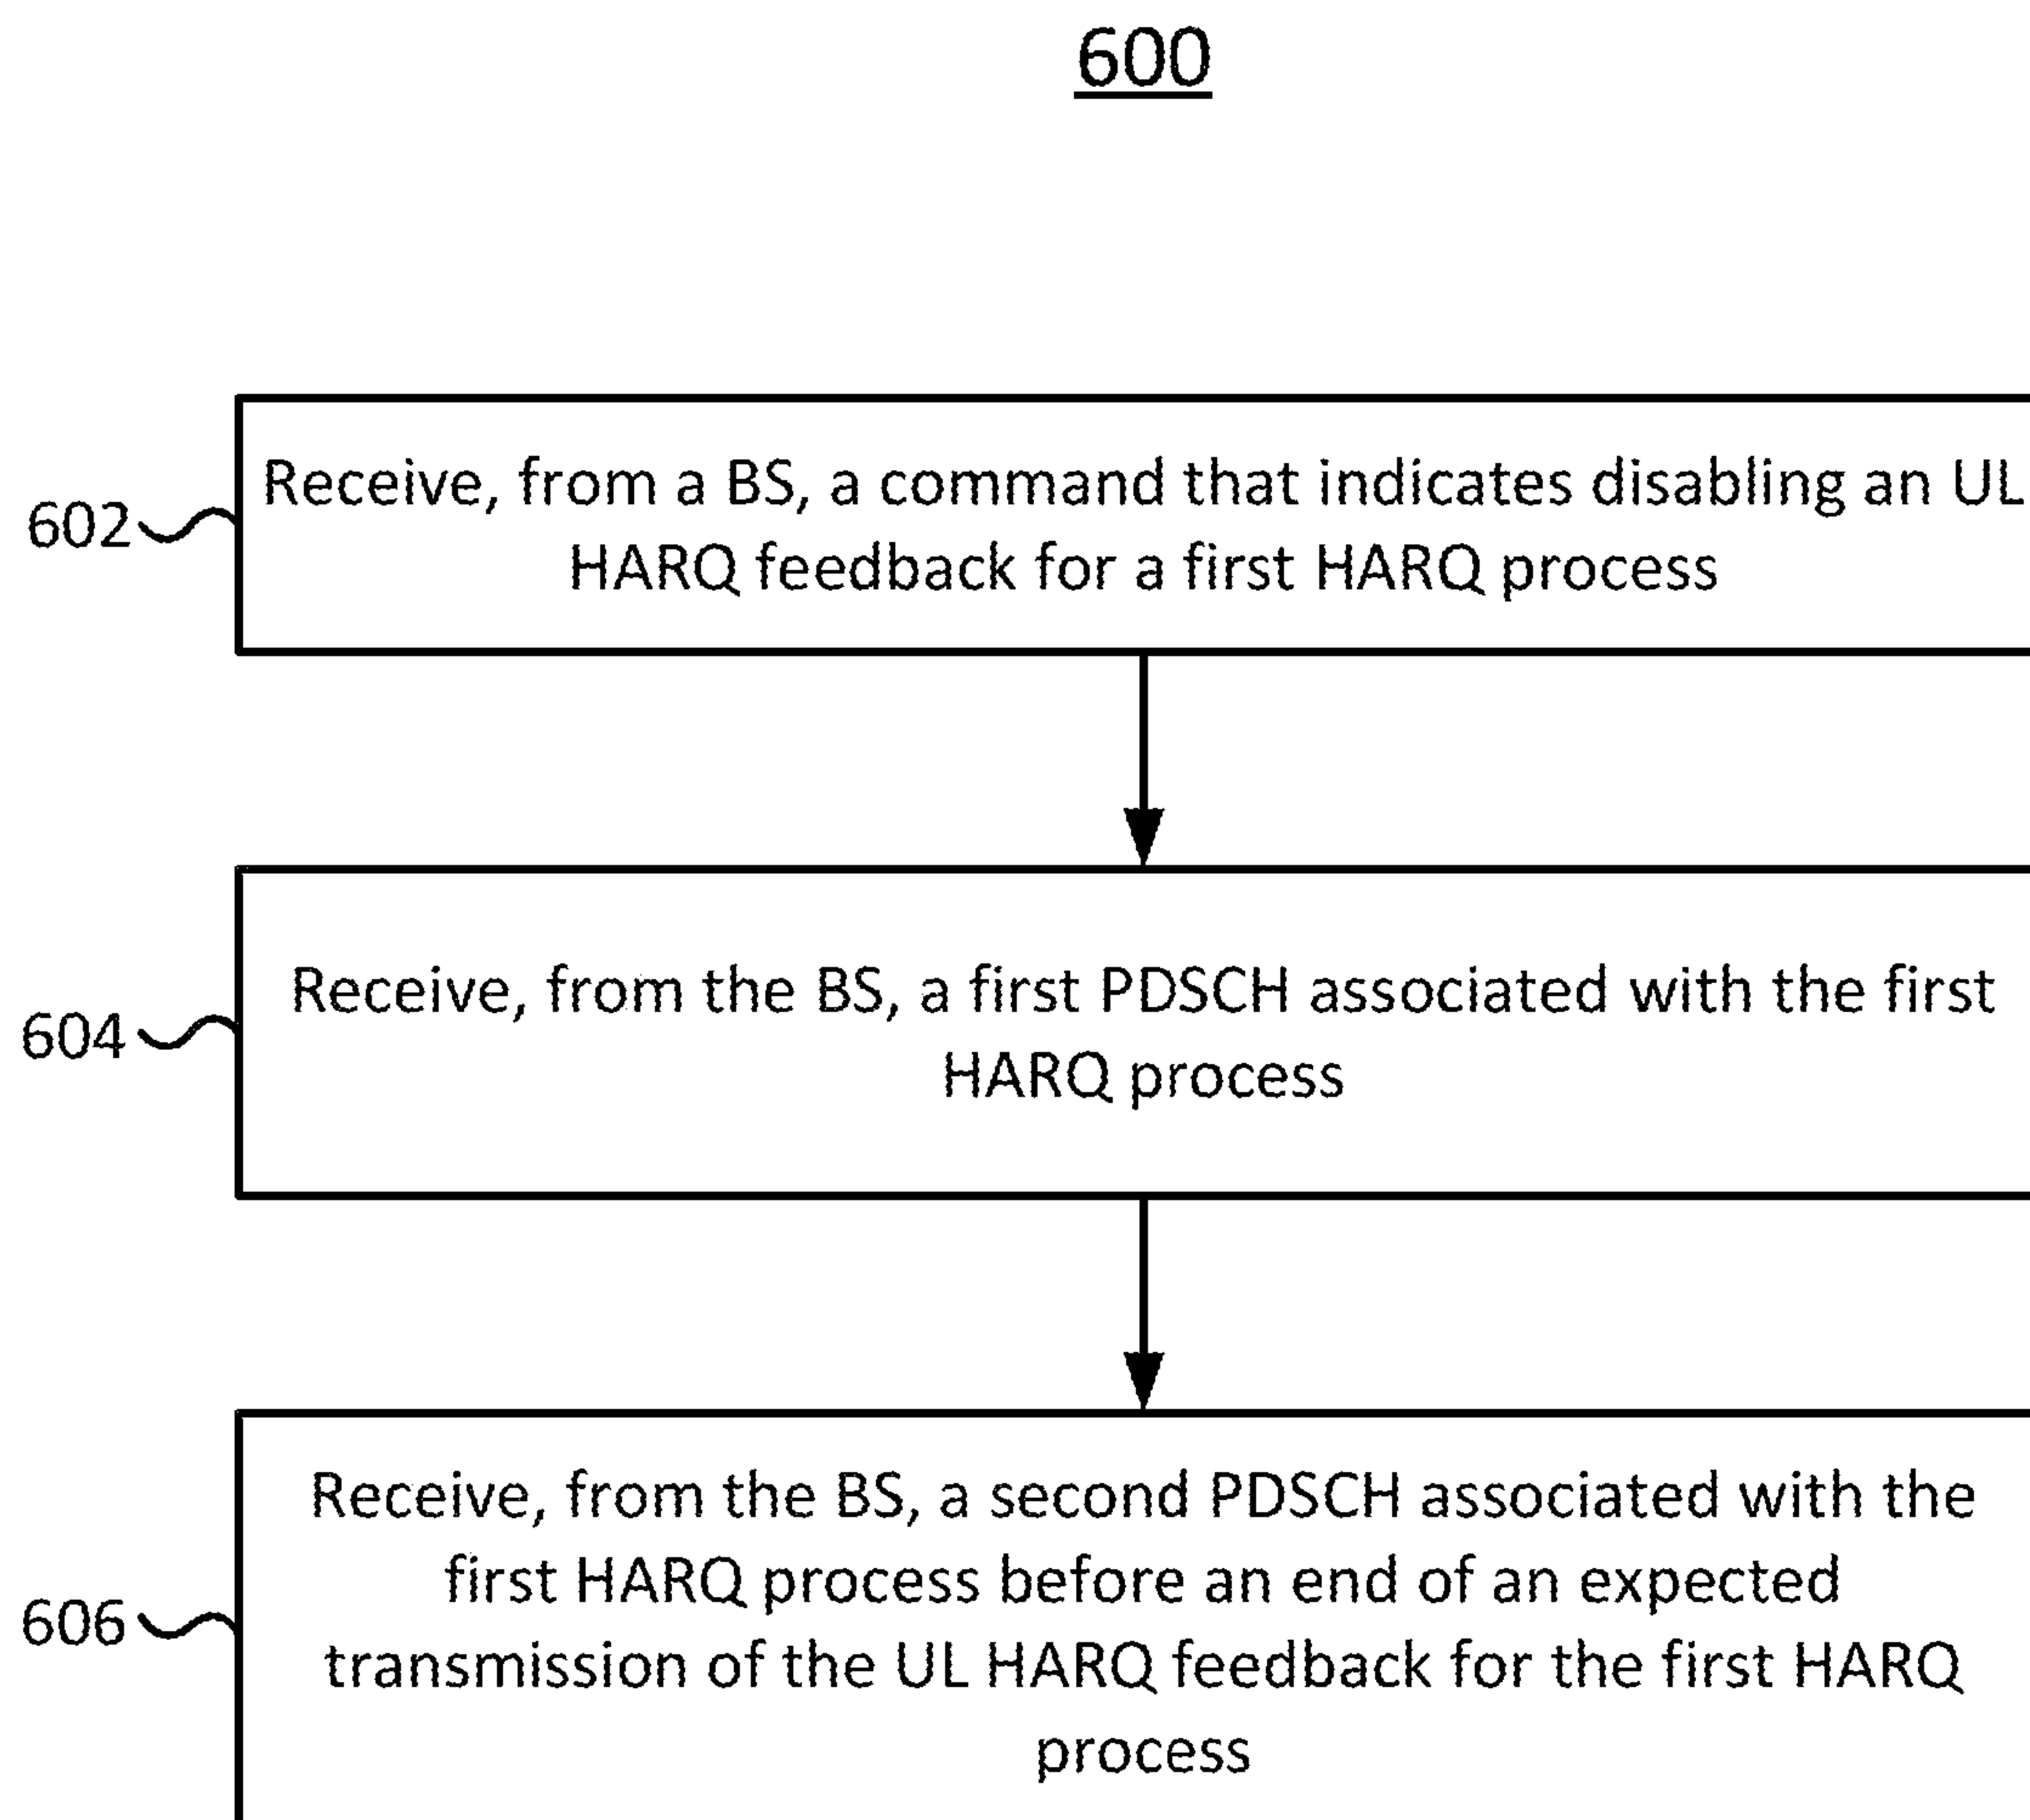 600
602
Receive, from a BS, a command that indicates disabling an UL
HARQ feedback for a first HARQ process
604
Receive, from the BS, a first PDSCH associated with the first
HARQ process
606
Receive, from the BS, a second PDSCH associated with the
first HARQ process before an end of an expected
transmission of the UL HARQ feedback for the first HARQ
process